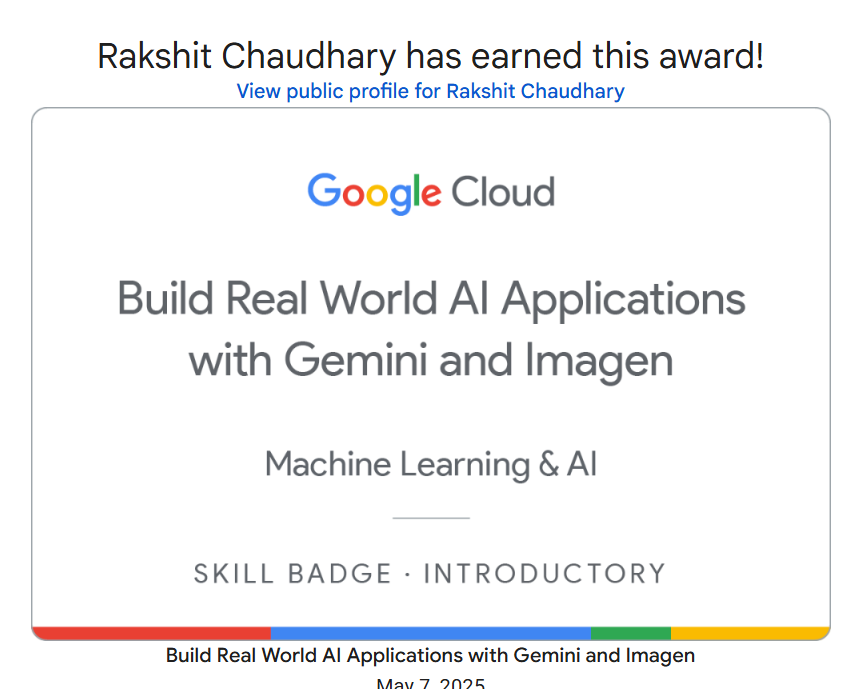 Rakshit Chaudhary has earned this award!
View public profile for Rakshit Chaudhary
Google Cloud
Build Real World AI Applications
with Gemini and Imagen
Machine Learning & AI
SKILL BADGE · INTRODUCTORY
Build Real World AI Applications with Gemini and Imagen
May 7, 2025